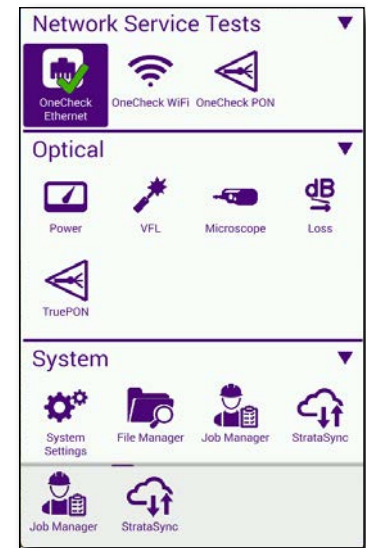 Network Service Tests
OneCheck Ethernet
OneCheck WiFi
OneCheck PON
Optical
Power
VFL
Microscope
dB
Loss
TruePON
System
System Settings
File Manager
Job Manager
StrataSync
Job Manager
StrataSync